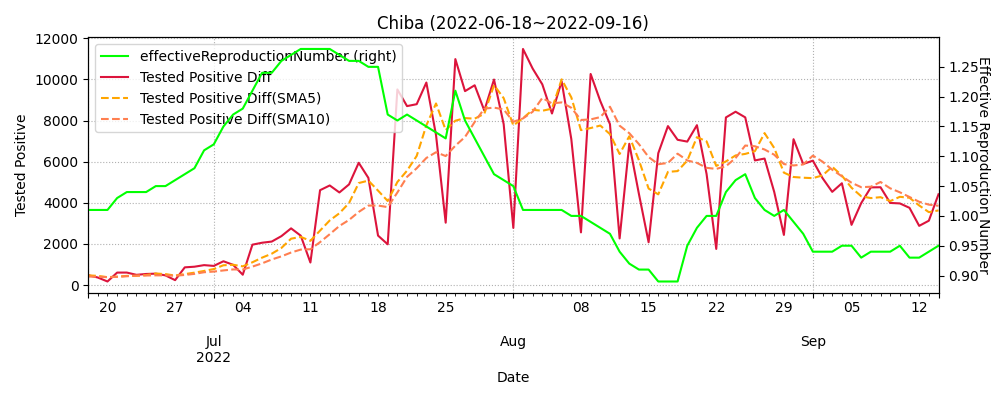 Chiba (2022-06-18~2022-09-16)
effectiveReproductionNumber (right)
Tested Positive Diff
Tested Positive Diff(SMA5)
Tested Positive Diff(SMA10)
Tested Positive
12000
10000
8000
6000
4000
2000
0
1.25
1.20
1.15
1.10
1.05
1.00
0.95
0.90
Effective Reproduction Number
20 27 04 11 18 25 08 15 22 29 05 12
Jul Aug Sep
2022
Date